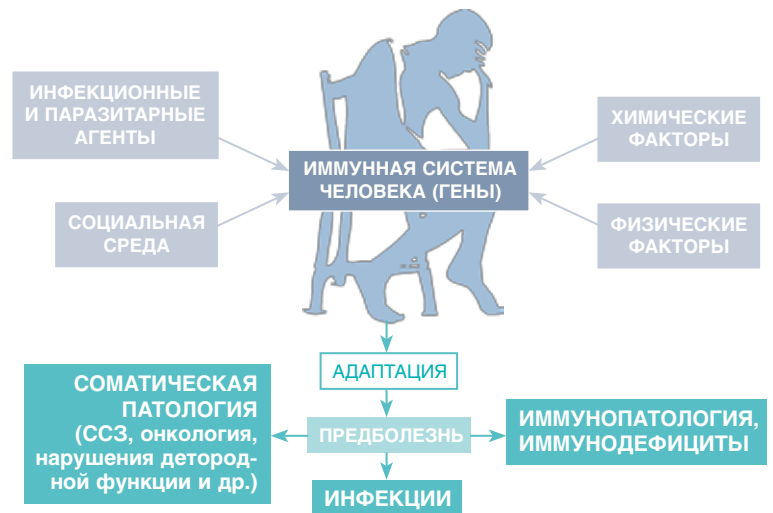 ИНФЕКЦИОННЫЕ
И ПАРАЗИТАРНЫЕ
АГЕНТЫ
ХИМИЧЕСКИЕ
ФАКТОРЫ
ИММУННАЯ СИСТЕМА
ЧЕЛОВЕКА (ГЕНЫ)
СОЦИАЛЬНАЯ
СРЕДА
ФИЗИЧЕСКИЕ
ФАКТОРЫ
АДАПТАЦИЯ
СОМАТИЧЕСКАЯ
ПАТОЛОГИЯ
(ССЗ, онкология,
нарушения детород-
ной функции и др.)
ПРЕДБОЛЕЗНЬ
ИММУНОПАТОЛОГИЯ,
ИММУНОДЕФИЦИТЫ
ИНФЕКЦИИ